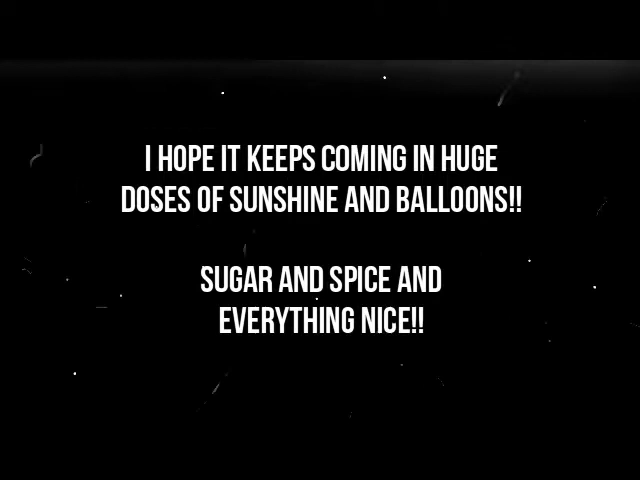 I HOPE IT KEEPS COMING IN HUGE
DOSES OF SUNSHINE AND BALLOONS!!
SUGAR AND SPICE AND
EVERYTHING NICE!!